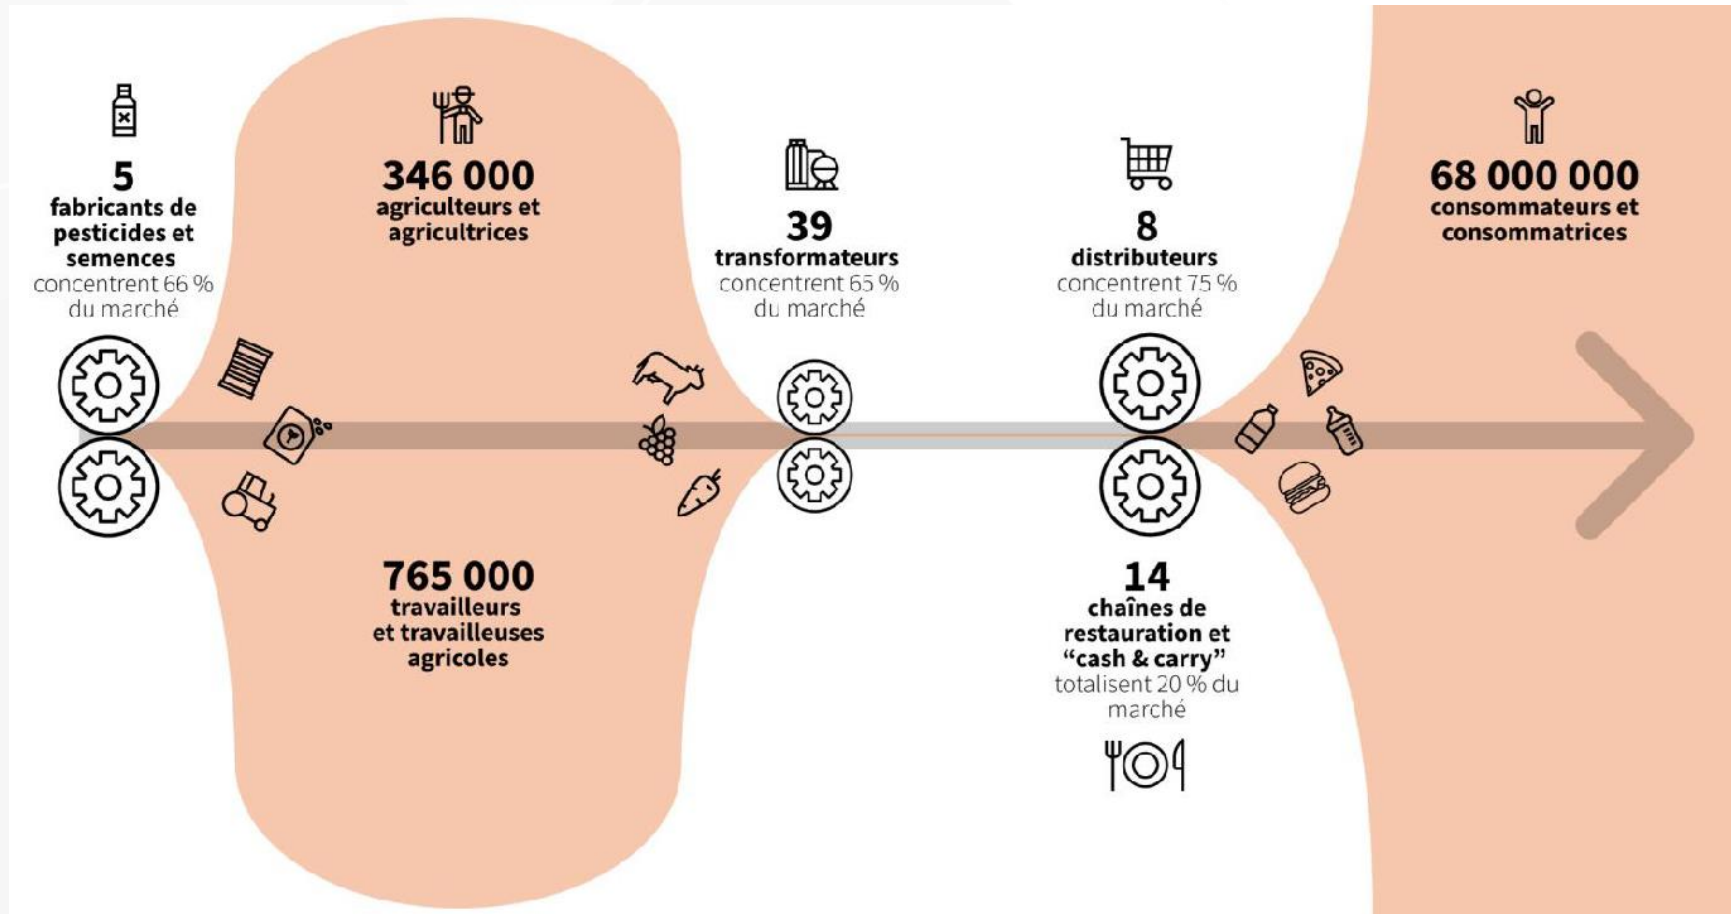 5
fabricants de
pesticides et
semences
concentrent 66 %
du marché
346 000
agriculteurs et
agricultrices
765 000
travailleurs
et travailleuses
agricoles
39
transformateurs
concentrent 65 %
du marché
8
distributeurs
concentrent 75 %
du marché
14
chaînes de
restauration et
“cash & carry”
totalisent 20 % du
marché
68 000 000
consommateurs et
consommatrices